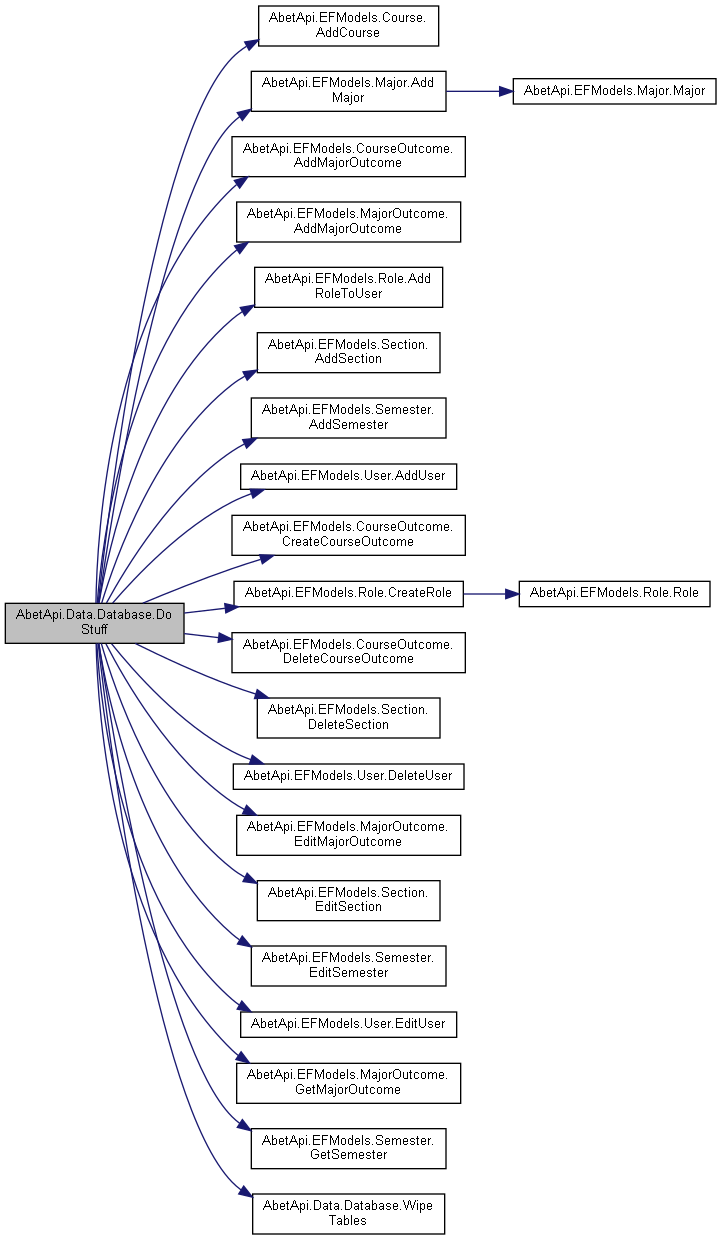 AbetApi.EFModels.Course.
AddCourse
AbetApi.EFModels.Major.Add
Major
AbetApi.EFModels.Major.Major
AbetApi.EFModels.CourseOutcome.
AddMajorOutcome
AbetApi.EFModels.MajorOutcome.
AddMajorOutcome
AbetApi.EFModels.Role.Add
RoleToUser
AbetApi.EFModels.Section.
AddSection
AbetApi.EFModels.Semester.
AddSemester
AbetApi.EFModels.User.AddUser
AbetApi.EFModels.CourseOutcome.
CreateCourseOutcome
AbetApi.EFModels.Role.CreateRole
AbetApi.EFModels.Role.Role
AbetApi.Data.Database.Do
Stuff
AbetApi.EFModels.CourseOutcome.
DeleteCourseOutcome
AbetApi.EFModels.Section.
DeleteSection
AbetApi.EFModels.User.DeleteUser
AbetApi.EFModels.MajorOutcome.
EditMajorOutcome
AbetApi.EFModels.Section.
EditSection
AbetApi.EFModels.Semester.
EditSemester
AbetApi.EFModels.User.EditUser
AbetApi.EFModels.MajorOutcome.
GetMajorOutcome
AbetApi.EFModels.Semester.
GetSemester
AbetApi.Data.Database.Wipe
Tables